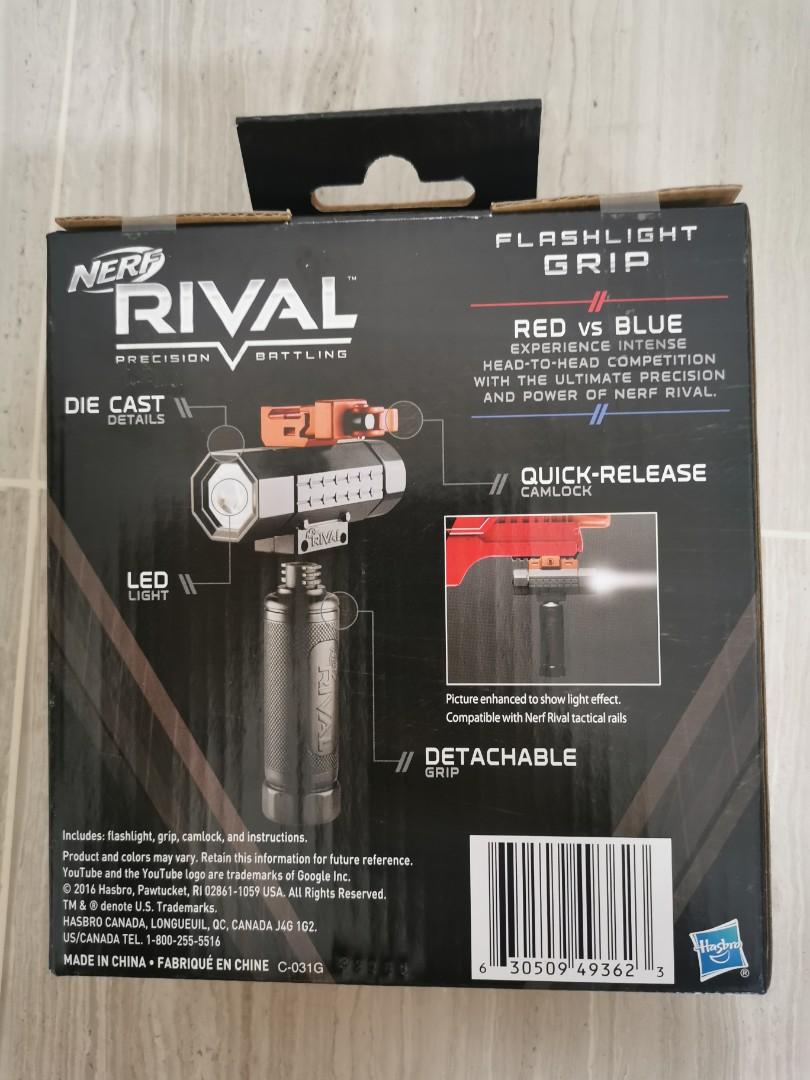 NERF
RIVAL™
PRECISION BATTLING
FLASHLIGHT
GRIP
RED vs BLUE
EXPERIENCE INTENSE
HEAD-TO-HEAD COMPETITION
WITH THE ULTIMATE PRECISION
AND POWER OF NERF RIVAL.
DIE CAST
DETAILS
QUICK-RELEASE
CAMLOCK
RIVAL
LED
LIGHT
RIVAL
Picture enhanced to show light effect.
Compatible with Nerf Rival tactical rails
DETACHABLE
GRIP
Includes: flashlight, grip, camlock, and instructions.
Product and colors may vary. Retain this information for future reference.
YouTube and the YouTube logo are trademarks of Google Inc.
© 2016 Hasbro, Pawtucket, RI 02861-1059 USA. All Rights Reserved.
TM & ® denote U.S. Trademarks.
HASBRO CANADA, LONGUEUIL, QC, CANADA J4G 1G2.
US/CANADA TEL. 1-800-255-5516
MADE IN CHINA • FABRIQUÉ EN CHINE C-031G
6 30509 49362 3
Hasbro
®